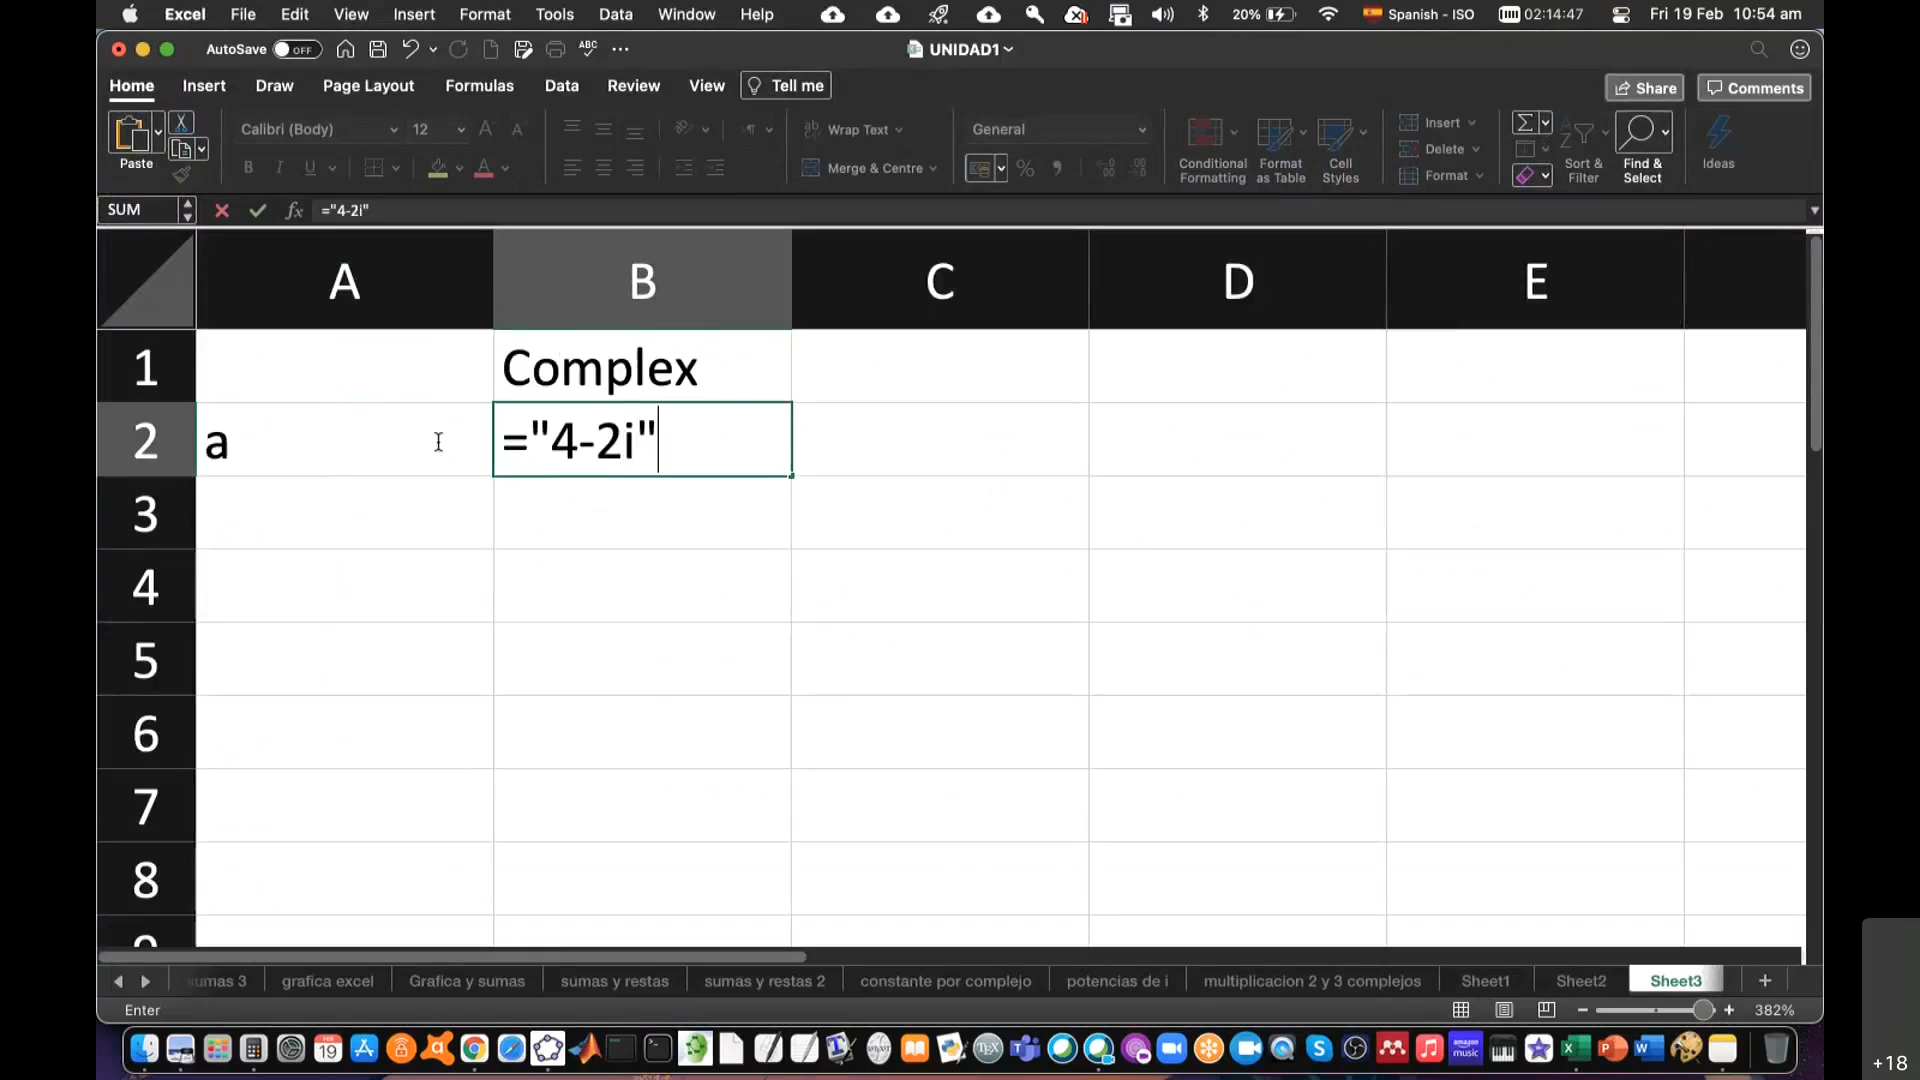 Excel File Edit View Insert Format Tools Data Window Help 20% Spanish - ISO 02:14:47 Fri 19 Feb 10:54 am
AutoSave OFF ABC ... UNIDAD1
Home Insert Draw Page Layout Formulas Data Review View Tell me Share Comments
Calibri (Body) 12 Wrap Text General Insert
Paste Merge & Centre Conditional Formatting Format as Table Cell Styles Delete Format Sort & Filter Find & Select Ideas
SUM fx ="4-2i"
A B C D E
1 Complex
2 a ="4-2i"
3
4
5
6
7
8
9
sumas 3 grafica excel Grafica y sumas sumas y restas sumas y restas 2 constante por complejo potencias de i multiplicacion 2 y 3 complejos Sheet1 Sheet2 Sheet3 +
Enter 382%
+18